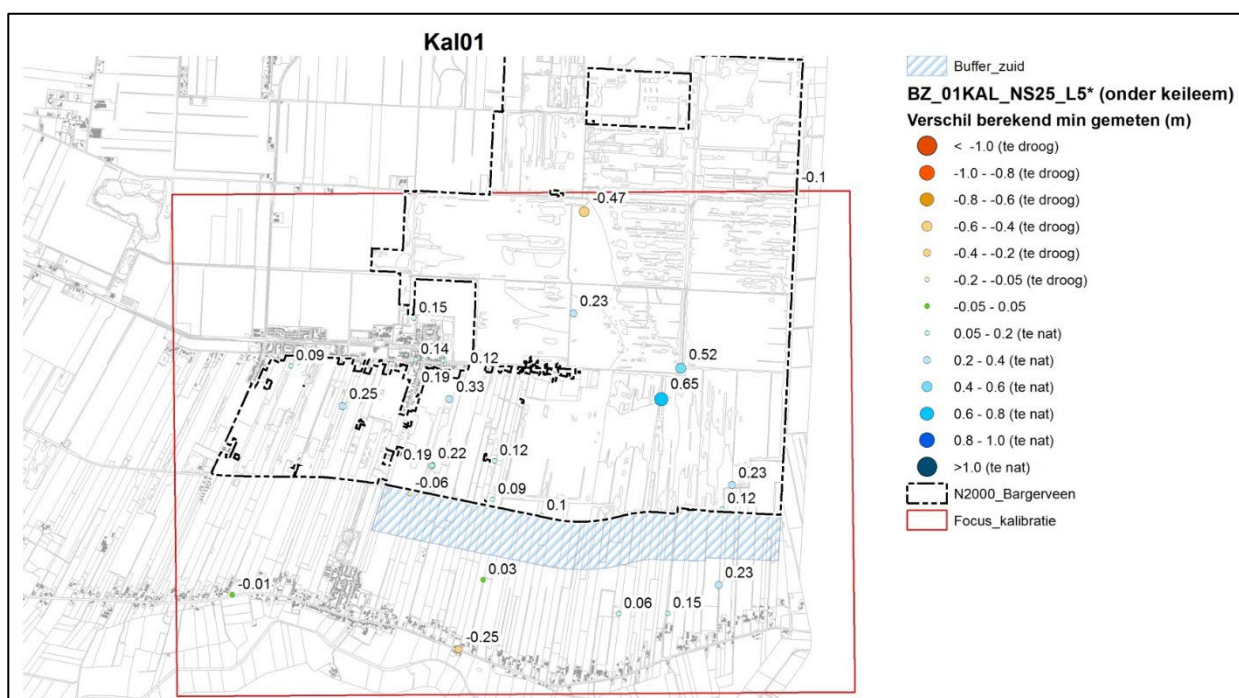 Kal01
-0.1
-0.47
0.23
0.15
0.52
0.14
0.12
0.09
0.19
0.65
0.33
0.25
0.12
0.19
0.22
0.23
-0.06
0.09
0.12
0.1
0.03
0.23
-0.01
0.06
0.15
-0.25
Buffer_zuid
BZ_01KAL_NS25_L5* (onder keileem)
Verschil berekend min gemeten (m)
< -1.0 (te droog)
-1.0 - -0.8 (te droog)
-0.8 - -0.6 (te droog)
-0.6 - -0.4 (te droog)
-0.4 - -0.2 (te droog)
-0.2 - -0.05 (te droog)
-0.05 - 0.05
0.05 - 0.2 (te nat)
0.2 - 0.4 (te nat)
0.4 - 0.6 (te nat)
0.6 - 0.8 (te nat)
0.8 - 1.0 (te nat)
>1.0 (te nat)
N2000_Bargerveen
Focus_kalibratie